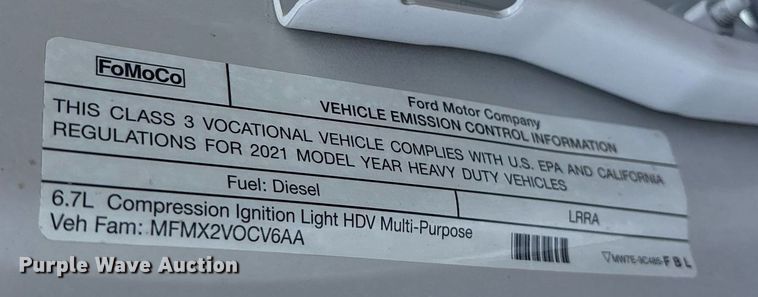 FoMoCo
Ford Motor Company
VEHICLE EMISSION CONTROL INFORMATION
THIS CLASS 3 VOCATIONAL VEHICLE COMPLIES WITH U.S. EPA AND CALIFORNIA
REGULATIONS FOR 2021 MODEL YEAR HEAVY DUTY VEHICLES
Fuel: Diesel
LRRA
6.7L Compression Ignition Light HDV Multi-Purpose
Veh Fam: MFMX2VOCV6AA
MW7E-9C485-FBL
Purple Wave Auction